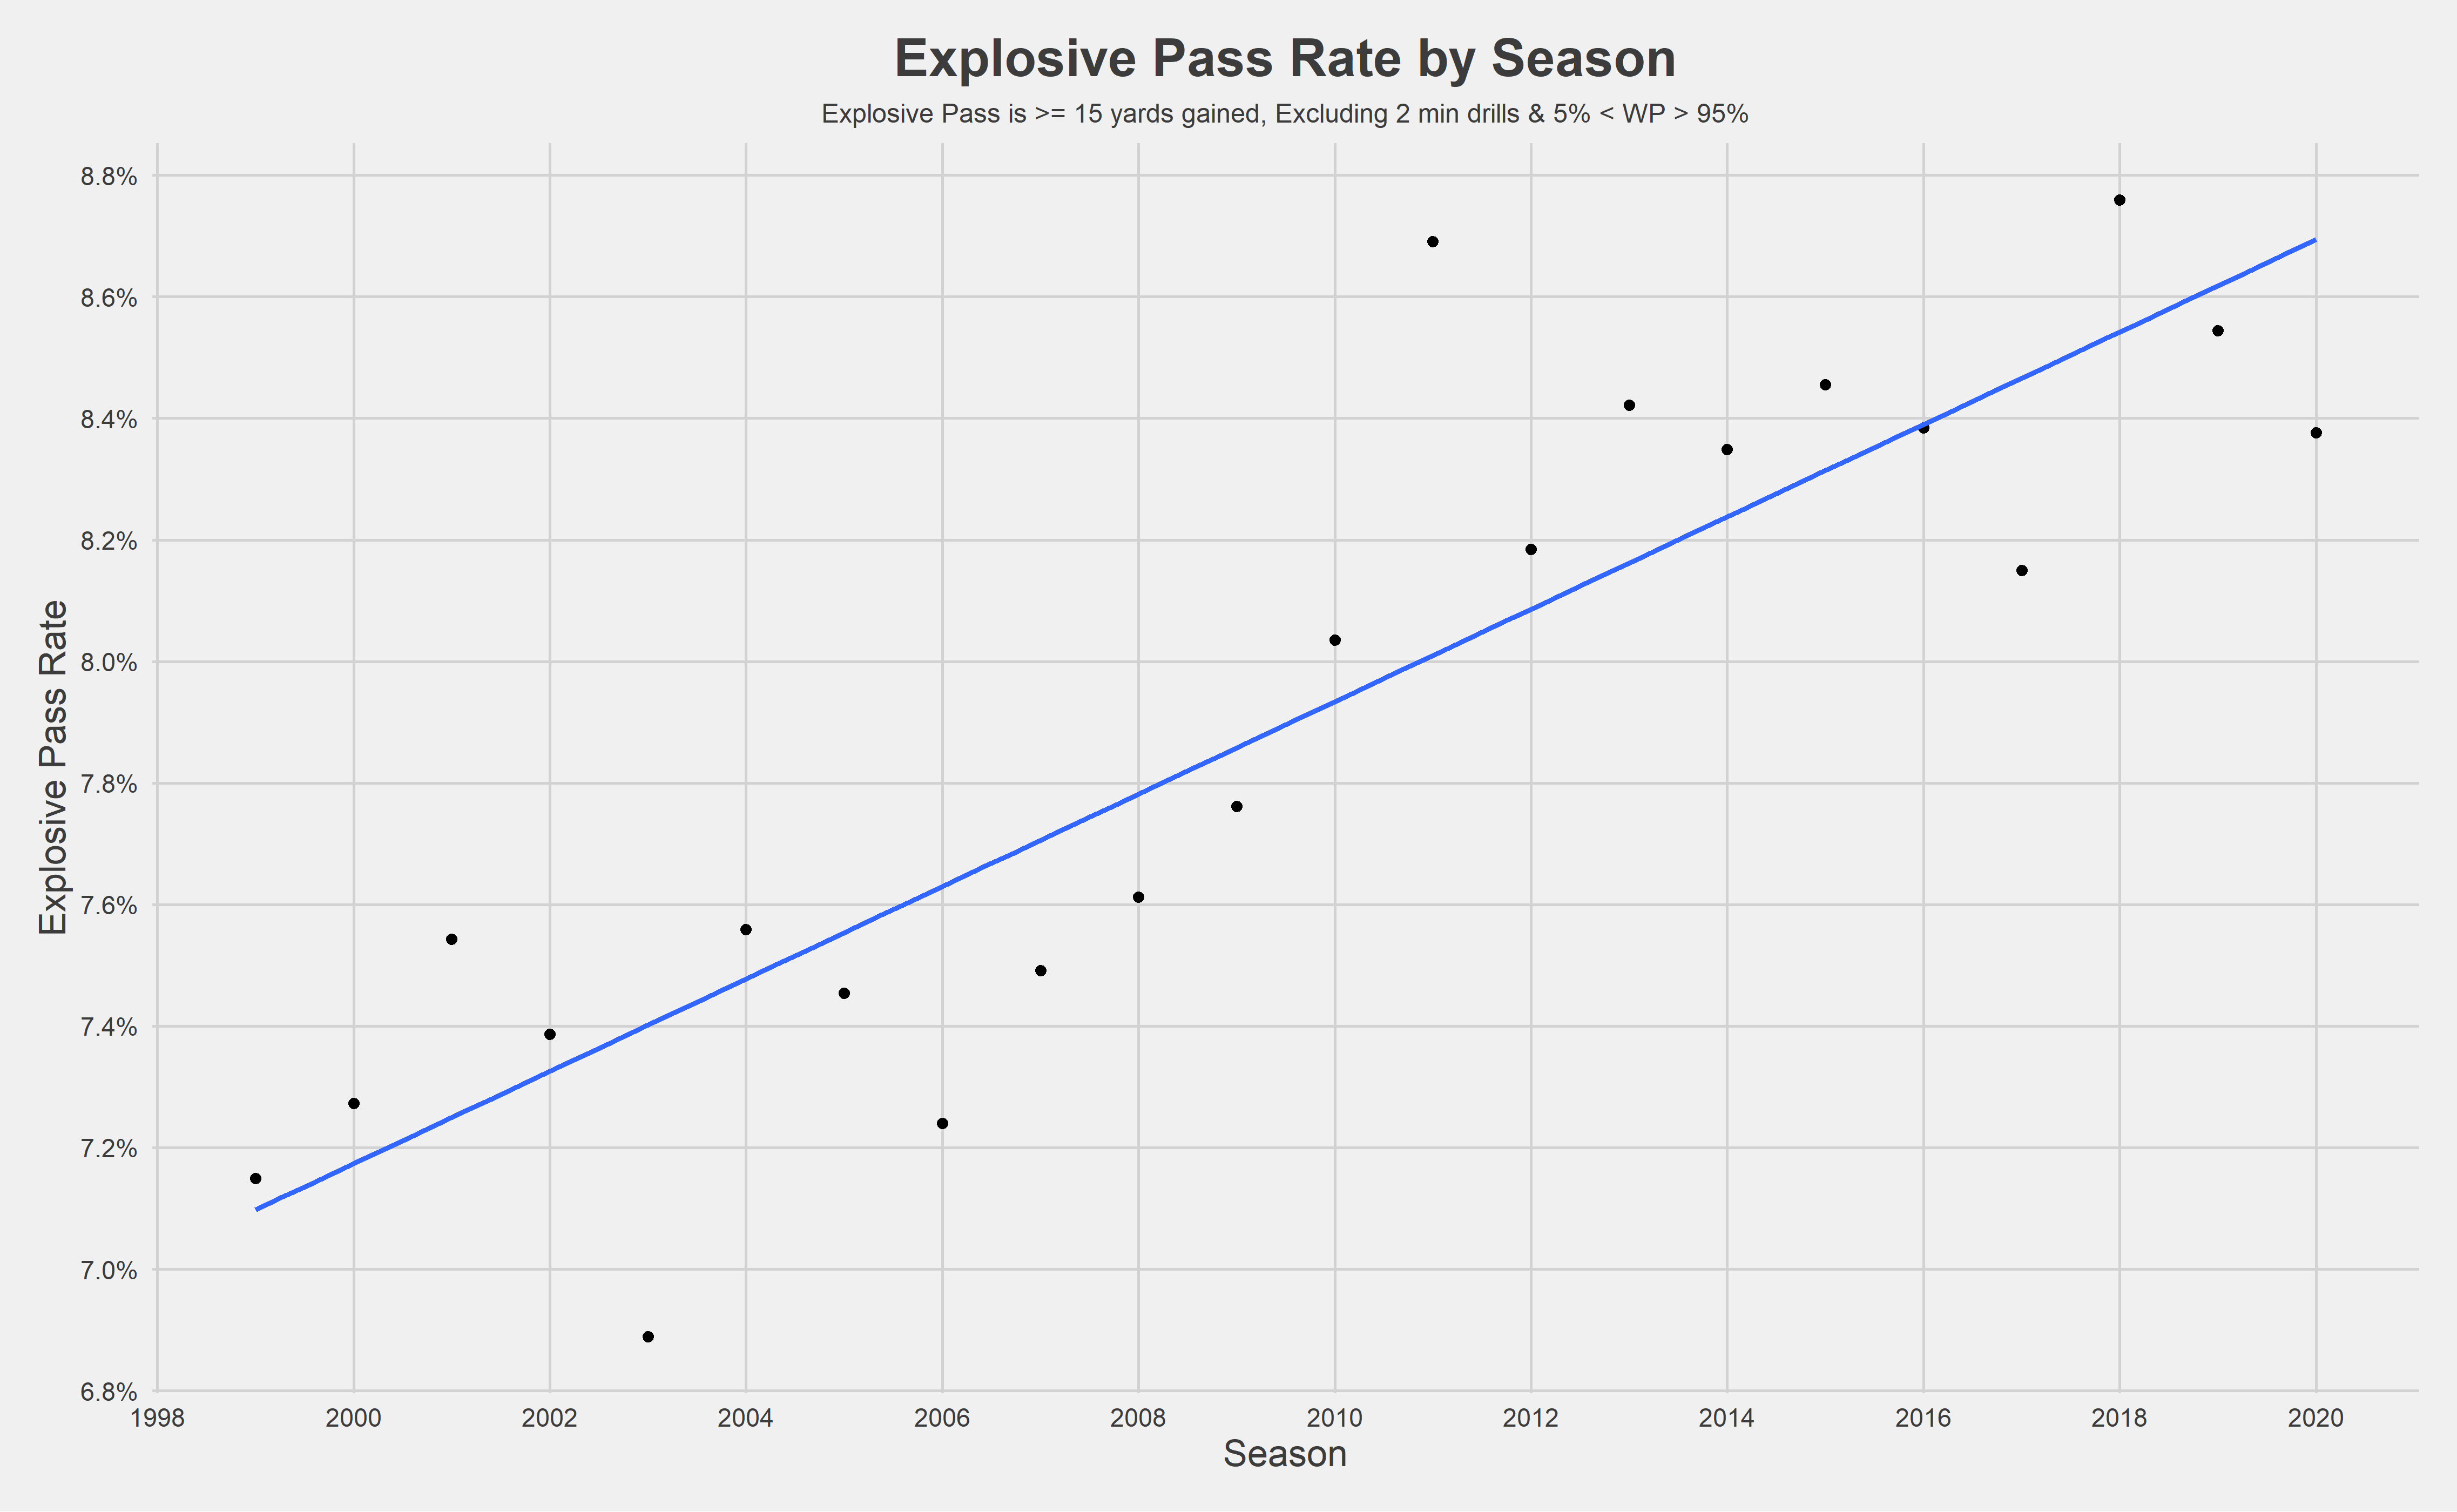 Explosive Pass Rate by Season
Explosive Pass is >= 15 yards gained, Excluding 2 min drills & 5% < WP > 95%
Explosive Pass Rate
8.8%
8.6%
8.4%
8.2%
8.0%
7.8%
7.6%
7.4%
7.2%
7.0%
6.8%
1998 2000 2002 2004 2006 2008 2010 2012 2014 2016 2018 2020
Season